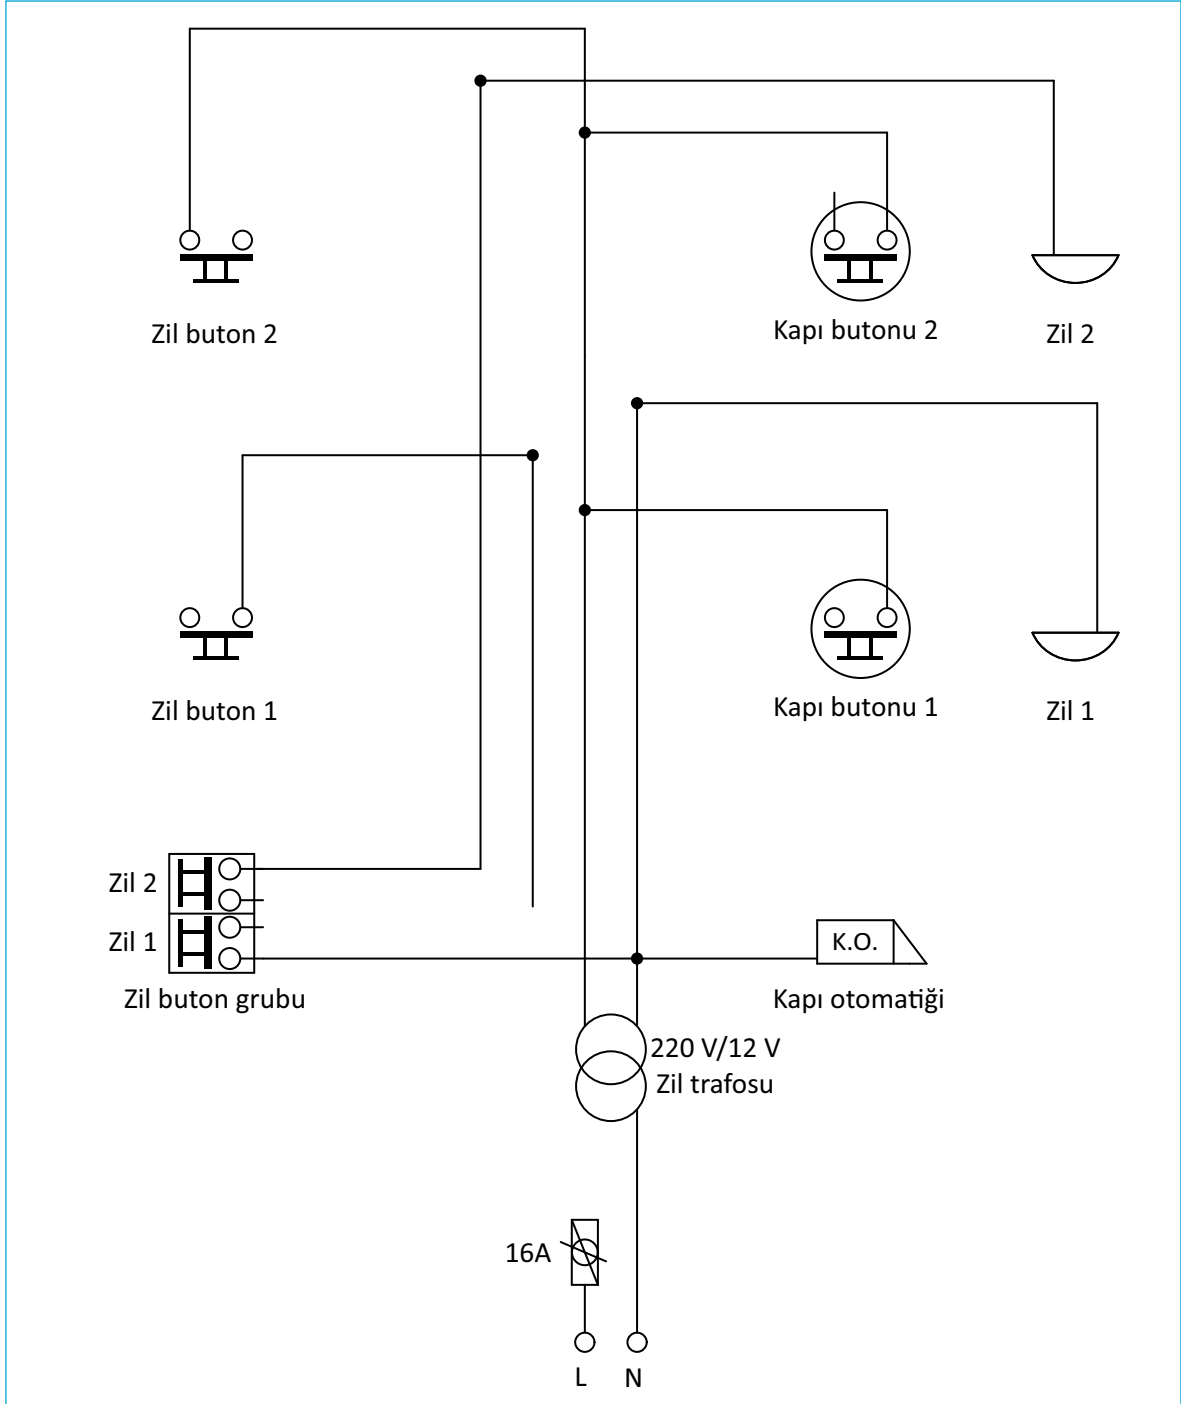 Zil buton 2
Kapı butonu 2
Zil 2
Zil buton 1
Kapı butonu 1
Zil 1
Zil 2
Zil 1
K.O.
Zil buton grubu
Kapı otomatiği
220 V/12 V
Zil trafosu
16A
L
N